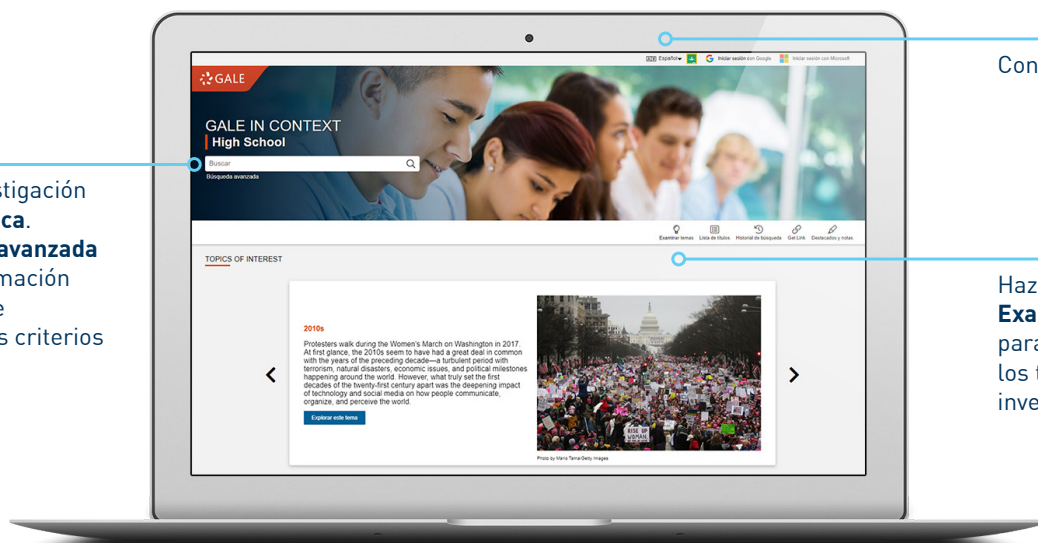 Español
Iniciar sesión con Google
Iniciar sesión con Microsoft
GALE
GALE IN CONTEXT
High School
Buscar
Búsqueda avanzada
Examinar temas
Lista de títulos
Historial de búsqueda
Get Link
Destacados y notas
TOPICS OF INTEREST
2010s
Protesters walk during the Women's March on Washington in 2017.
At first glance, the 2010s seem to have had a great deal in common
with the years of the preceding decade—a turbulent period with
terrorism, natural disasters, economic issues, and political milestones
happening around the world. However, what truly set the first
decades of the twenty-first century apart was the deepening impact
of technology and social media on how people communicate,
organize, and perceive the world.
Explorar este tema
RISE UP
WOMAN
Photo by Mario Tama/Getty Images
stigación
ca.
avanzada
mación
e
s criterios
Con
Haz
Exa
para
los t
inve